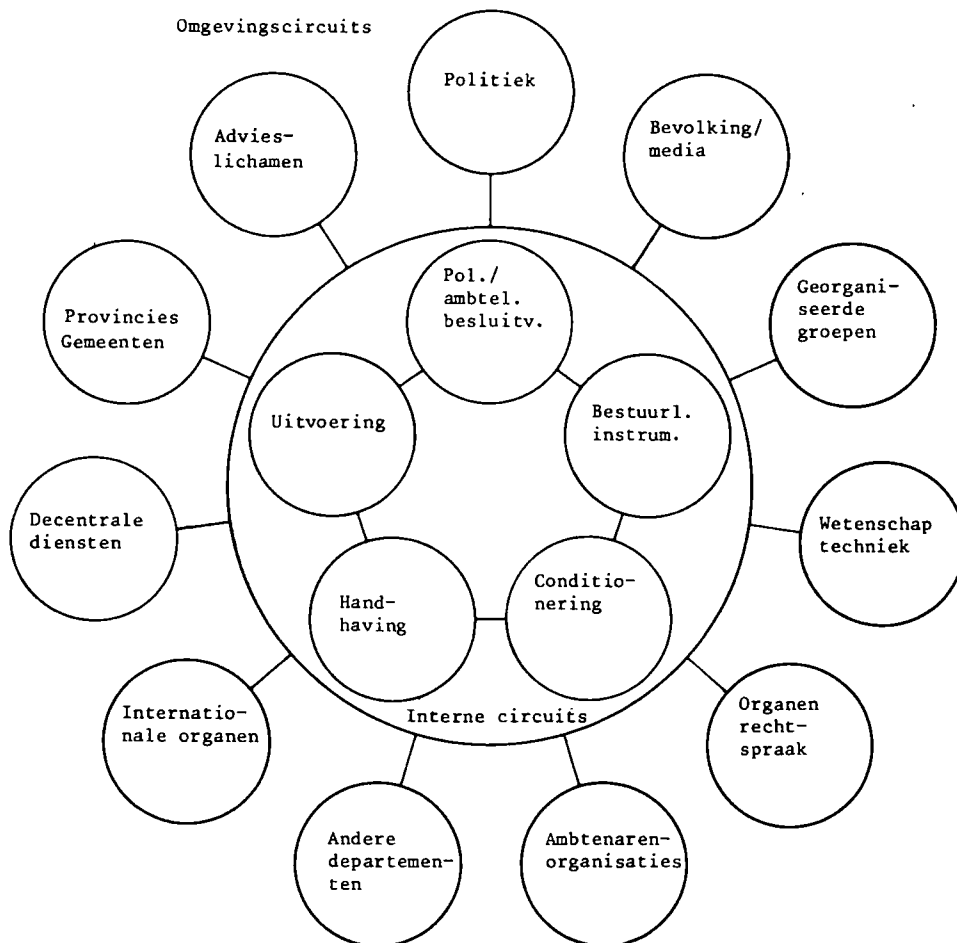 Omgevingscircuits
Politiek
Bevolking/
media
Advies-
lichamen
Georgani-
seerde
groepen
Provincies
Gemeenten
Pol./
ambtel.
besluitv.
Uitvoering
Bestuurl.
instrum.
Decentrale
diensten
Wetenschap
techniek
Hand-
having
Conditio-
nering
Interne circuits
Internatio-
nale organen
Organen
recht-
spraak
Andere
departemen-
ten
Ambtenaren-
organisaties